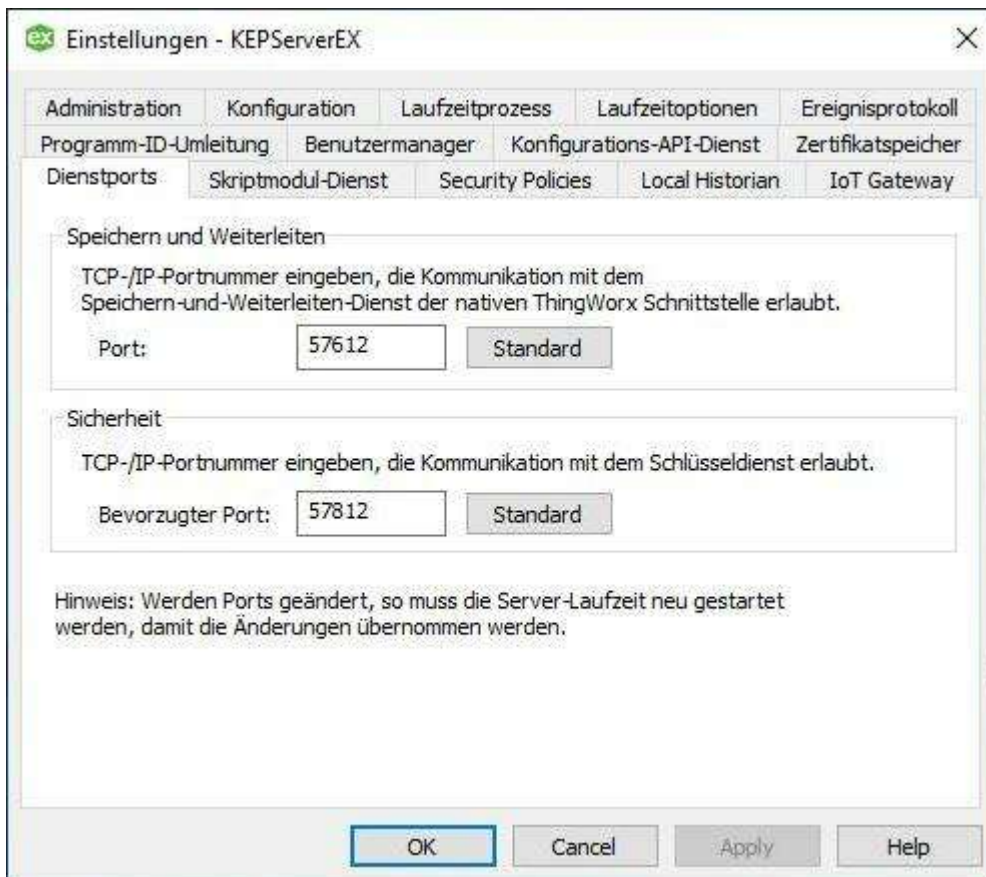 ex Einstellungen - KEPServerEX
Administration Konfiguration Laufzeitprozess Laufzeitoptionen Ereignisprotokoll
Programm-ID-Umleitung Benutzermanager Konfigurations-API-Dienst Zertifikatspeicher
Dienstports Skriptmodul-Dienst Security Policies Local Historian IoT Gateway
Speichern und Weiterleiten
TCP-/IP-Portnummer eingeben, die Kommunikation mit dem
Speichern-und-Weiterleiten-Dienst der nativen ThingWorx Schnittstelle erlaubt.
Port: 57612 Standard
Sicherheit
TCP-/IP-Portnummer eingeben, die Kommunikation mit dem Schlüsseldienst erlaubt.
Bevorzugter Port: 57812 Standard
Hinweis: Werden Ports geändert, so muss die Server-Laufzeit neu gestartet
werden, damit die Änderungen übernommen werden.
OK Cancel Apply Help